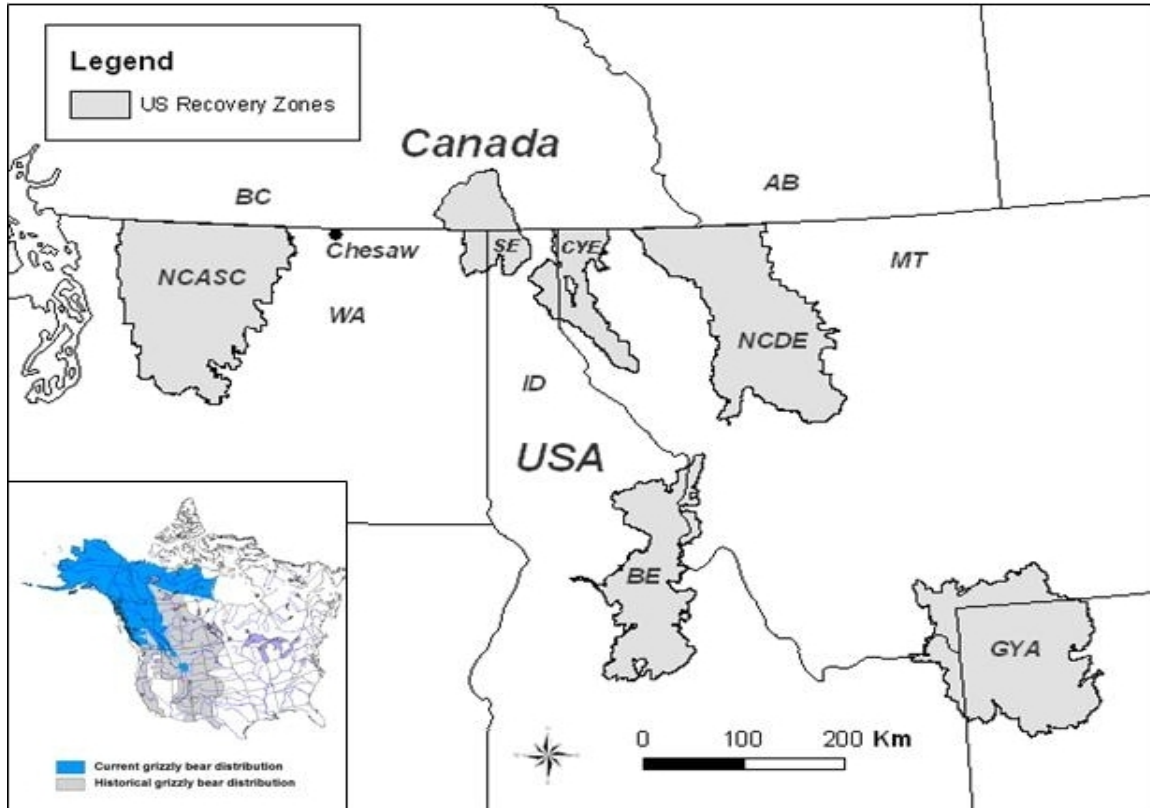 Legend
US Recovery Zones
Canada
BC
AB
NCASC
Chesaw
SE
CYE
MT
WA
NCDE
ID
USA
BE
GYA
0 100 200 Km
Current grizzly bear distribution
Historical grizzly bear distribution